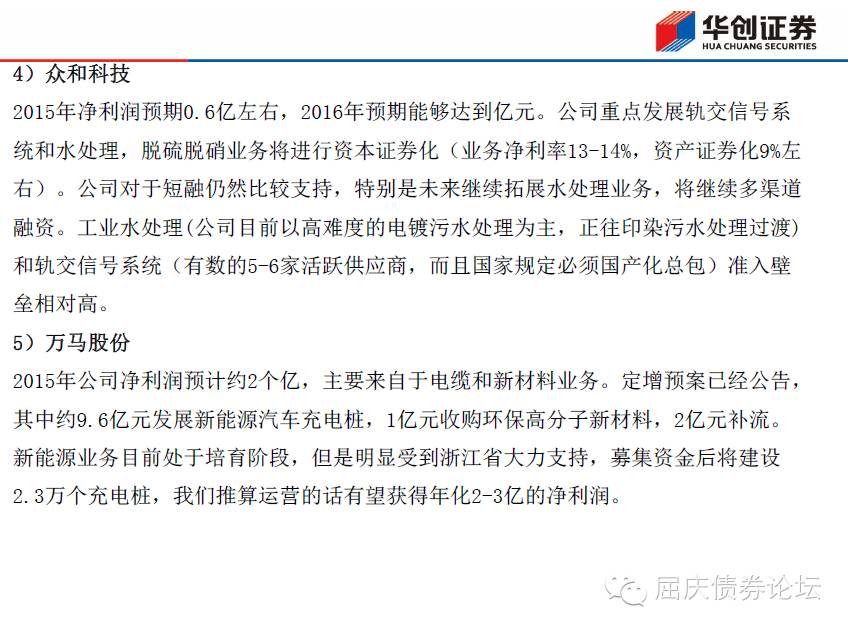 华创证券
HUA CHUANG SECURITIES
4）众和科技
2015年净利润预期0.6亿左右，2016年预期能够达到亿元。公司重点发展轨交信号系
统和水处理，脱硫脱硝业务将进行资本证券化（业务净利率13-14%，资产证券化9%左
右）。公司对于短融仍然比较支持，特别是未来继续拓展水处理业务，将继续多渠道
融资。工业水处理(公司目前以高难度的电镀污水处理为主，正往印染污水处理过渡)
和轨交信号系统（有数的5-6家活跃供应商，而且国家规定必须国产化总包）准入壁
垒相对高。
5）万马股份
2015年公司净利润预计约2个亿，主要来自于电缆和新材料业务。定增预案已经公告，
其中约9.6亿元发展新能源汽车充电桩，1亿元收购环保高分子新材料，2亿元补流。
新能源业务目前处于培育阶段，但是明显受到浙江省大力支持，募集资金后将建设
2.3万个充电桩，我们推算运营的话有望获得年化2-3亿的净利润。
屈庆债券论坛